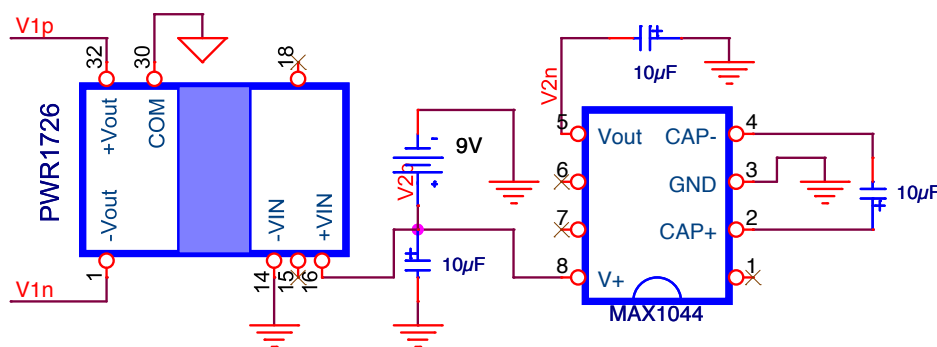 V1p
32
30
18
+Vout
COM
PWR1726
-Vout
-VIN
+VIN
1
14
15
16
V1n
9V
V2p
+
10µF
V2n
10µF
5
Vout
CAP-
4
6
GND
3
7
CAP+
2
8
V+
1
MAX1044
10µF